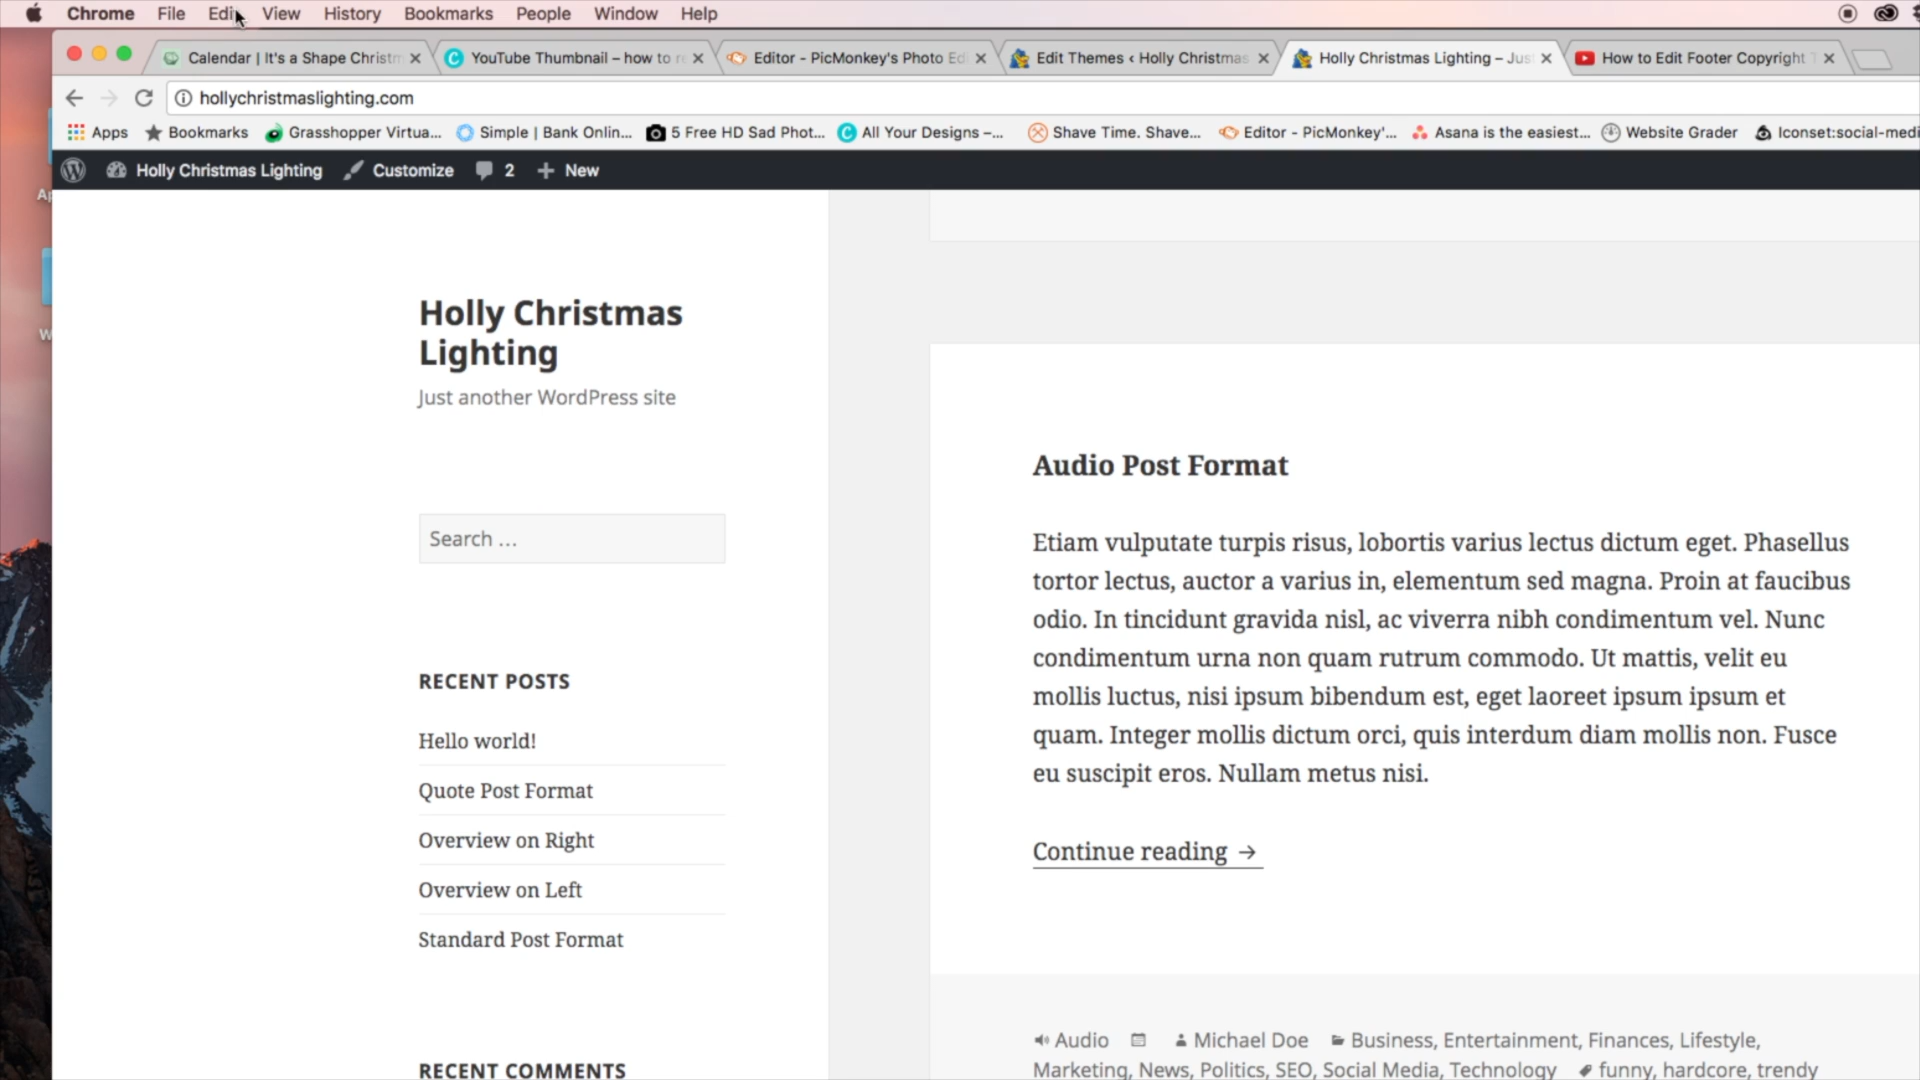 Chrome File Edit View History Bookmarks People Window Help
Calendar | It's a Shape Christm
YouTube Thumbnail – how to r
Editor - PicMonkey's Photo Ed
Edit Themes ‹ Holly Christmas
Holly Christmas Lighting – Jus
How to Edit Footer Copyright
hollychristmaslighting.com
Apps Bookmarks Grasshopper Virtua... Simple | Bank Onlin... 5 Free HD Sad Phot... All Your Designs –... Shave Time. Shave... Editor - PicMonkey'... Asana is the easiest... Website Grader Iconset:social-medi
Holly Christmas Lighting Customize 2 New
Holly Christmas
Lighting
Just another WordPress site
Search …
RECENT POSTS
Hello world!
Quote Post Format
Overview on Right
Overview on Left
Standard Post Format
RECENT COMMENTS
Audio Post Format
Etiam vulputate turpis risus, lobortis varius lectus dictum eget. Phasellus
tortor lectus, auctor a varius in, elementum sed magna. Proin at faucibus
odio. In tincidunt gravida nisl, ac viverra nibh condimentum vel. Nunc
condimentum urna non quam rutrum commodo. Ut mattis, velit eu
mollis luctus, nisi ipsum bibendum est, eget laoreet ipsum ipsum et
quam. Integer mollis dictum orci, quis interdum diam mollis non. Fusce
eu suscipit eros. Nullam metus nisi.
Continue reading →
Audio Michael Doe Business, Entertainment, Finances, Lifestyle,
Marketing, News, Politics, SEO, Social Media, Technology funny, hardcore, trendy